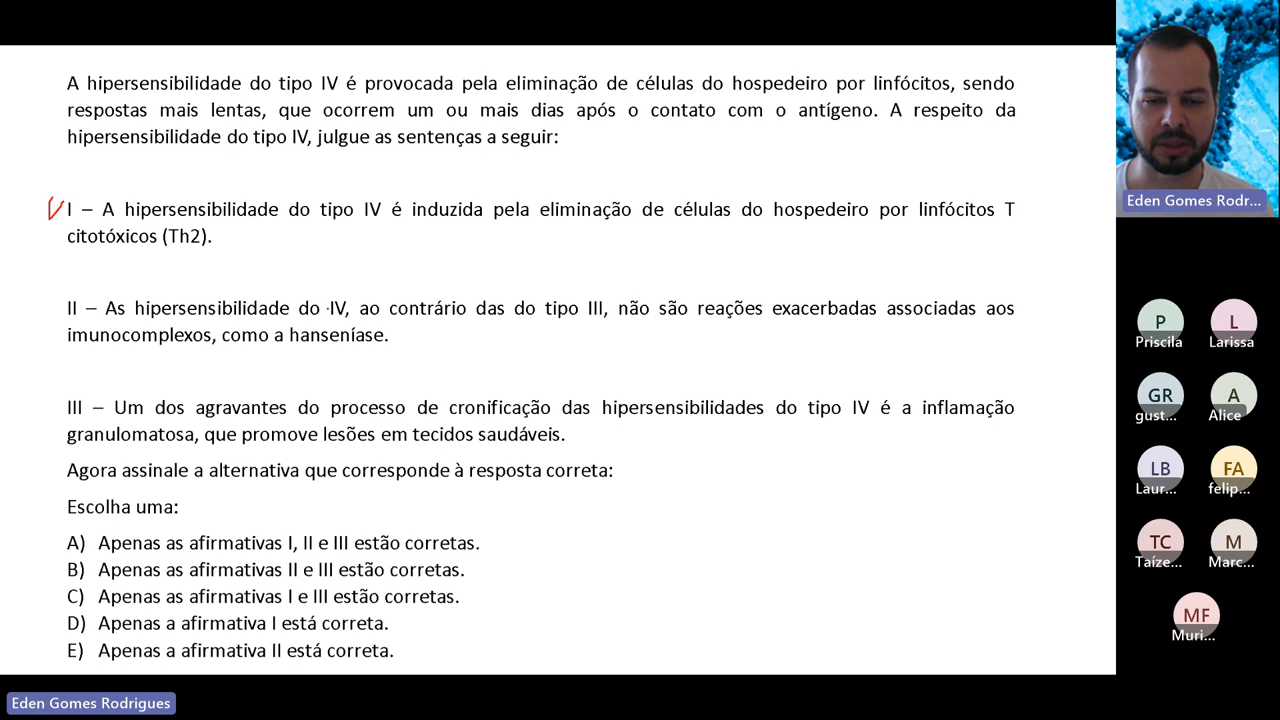 A hipersensibilidade do tipo IV é provocada pela eliminação de células do hospedeiro por linfócitos, sendo
respostas mais lentas, que ocorrem um ou mais dias após o contato com o antígeno. A respeito da
hipersensibilidade do tipo IV, julgue as sentenças a seguir:
I – A hipersensibilidade do tipo IV é induzida pela eliminação de células do hospedeiro por linfócitos T
citotóxicos (Th2).
II – As hipersensibilidade do IV, ao contrário das do tipo III, não são reações exacerbadas associadas aos
imunocomplexos, como a hanseníase.
III – Um dos agravantes do processo de cronificação das hipersensibilidades do tipo IV é a inflamação
granulomatosa, que promove lesões em tecidos saudáveis.
Agora assinale a alternativa que corresponde à resposta correta:
Escolha uma:
A) Apenas as afirmativas I, II e III estão corretas.
B) Apenas as afirmativas II e III estão corretas.
C) Apenas as afirmativas I e III estão corretas.
D) Apenas a afirmativa I está correta.
E) Apenas a afirmativa II está correta.
Eden Gomes Rodrigues
Eden Gomes Rodr...
P
Priscila
L
Larissa
GR
gust...
A
Alice
LB
Laur...
FA
felip...
TC
Taíze...
M
Marc...
MF
Muri...